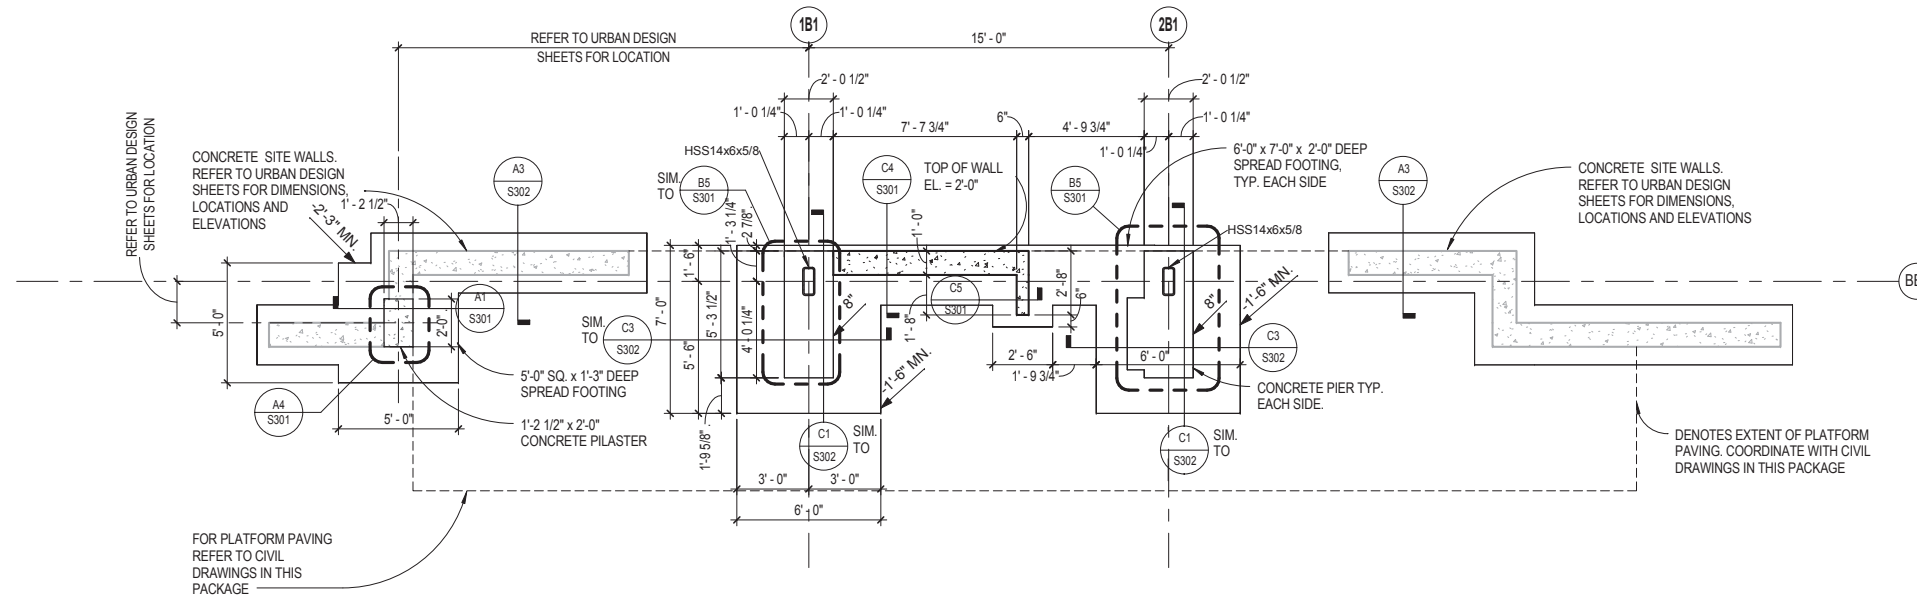 1B1
2B1
REFER TO URBAN DESIGN
SHEETS FOR LOCATION
15' - 0"
2' - 0 1/2"
2' - 0 1/2"
1' - 0 1/4"
1' - 0 1/4"
7' - 7 3/4"
6"
4' - 9 3/4"
1' - 0 1/4"
1' - 0 1/4"
REFER TO URBAN DESIGN
SHEETS FOR LOCATION
CONCRETE SITE WALLS.
REFER TO URBAN DESIGN
SHEETS FOR DIMENSIONS,
LOCATIONS AND
ELEVATIONS
1' - 2 1/2"
-2'-3" MN.
A3
S302
HSS14x6x5/8
SIM.
TO
B5
S301
C4
S301
TOP OF WALL
EL. = 2'-0"
B5
S301
6'-0" x 7'-0" x 2'-0" DEEP
SPREAD FOOTING,
TYP. EACH SIDE
A3
S302
CONCRETE SITE WALLS.
REFER TO URBAN DESIGN
SHEETS FOR DIMENSIONS,
LOCATIONS AND ELEVATIONS
HSS14x6x5/8
1'- 3 1/4"
2 7/8"
1' - 0"
1' - 6"
7' - 0"
5' - 3 1/2"
5' - 6"
4' - 0 1/4"
1'-9 5/8"
8"
-1'-6" MN.
C5
S301
1' - 8"
2' - 8"
6"
8"
-1'-6" MN.
BE
5' - 0"
A1
S301
2'-0"
SIM.
TO
C3
S302
C3
S302
2' - 6"
1' - 9 3/4"
6' - 0"
5'-0" SQ. x 1'-3" DEEP
SPREAD FOOTING
CONCRETE PIER TYP.
EACH SIDE.
A4
S301
5' - 0"
1'-2 1/2" x 2'-0"
CONCRETE PILASTER
C1
S302
SIM.
TO
C1
S302
SIM.
TO
DENOTES EXTENT OF PLATFORM
PAVING. COORDINATE WITH CIVIL
DRAWINGS IN THIS PACKAGE
3' - 0"
3' - 0"
6' - 0"
FOR PLATFORM PAVING
REFER TO CIVIL
DRAWINGS IN THIS
PACKAGE